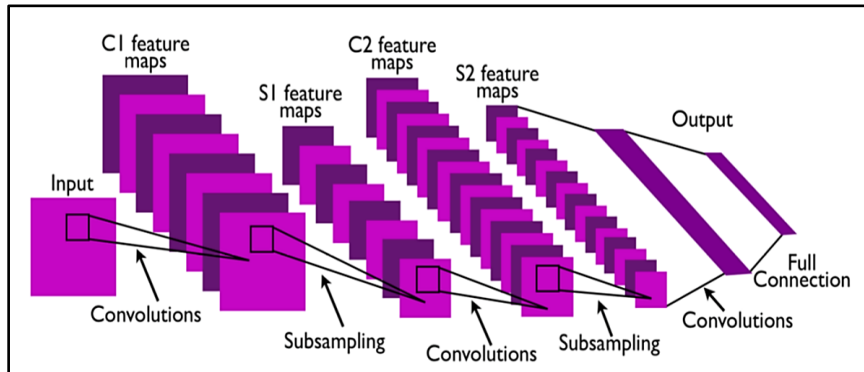 C1 feature
maps
C2 feature
maps
S1 feature
maps
S2 feature
maps
Output
Input
Full
Connection
Convolutions
Subsampling
Convolutions
Subsampling
Convolutions